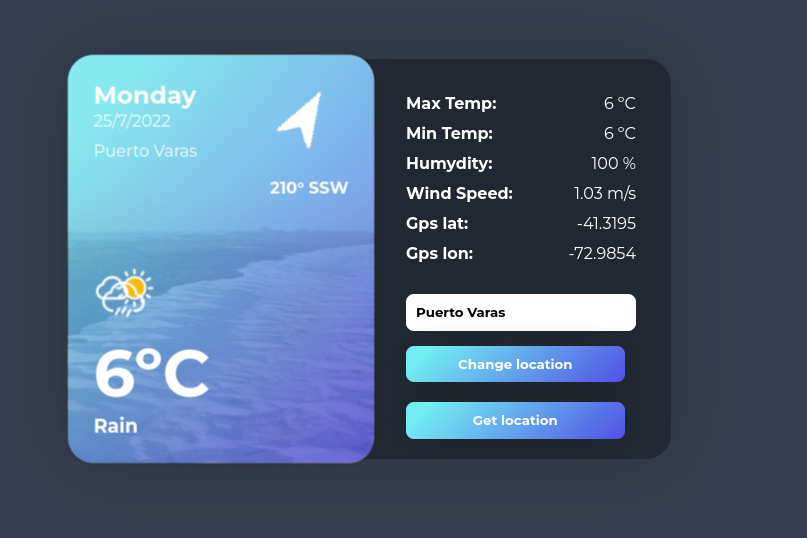 Monday
25/7/2022
Puerto Varas
210° SSW
6°C
Rain
Max Temp: 6 °C
Min Temp: 6 °C
Humydity: 100 %
Wind Speed: 1.03 m/s
Gps lat: -41.3195
Gps lon: -72.9854
Puerto Varas
Change location
Get location